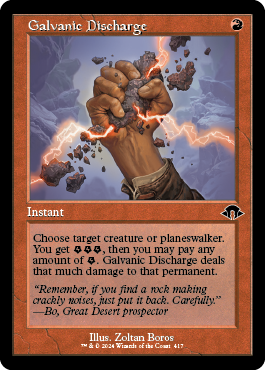 Galvanic Discharge
Instant
Choose target creature or planeswalker.
You get , then you may pay any
amount of . Galvanic Discharge deals
that much damage to that permanent.
“Remember, if you find a rock making
crackly noises, just put it back. Carefully.”
—Bo, Great Desert prospector
Illus. Zoltan Boros
™ & © 2024 Wizards of the Coast 417